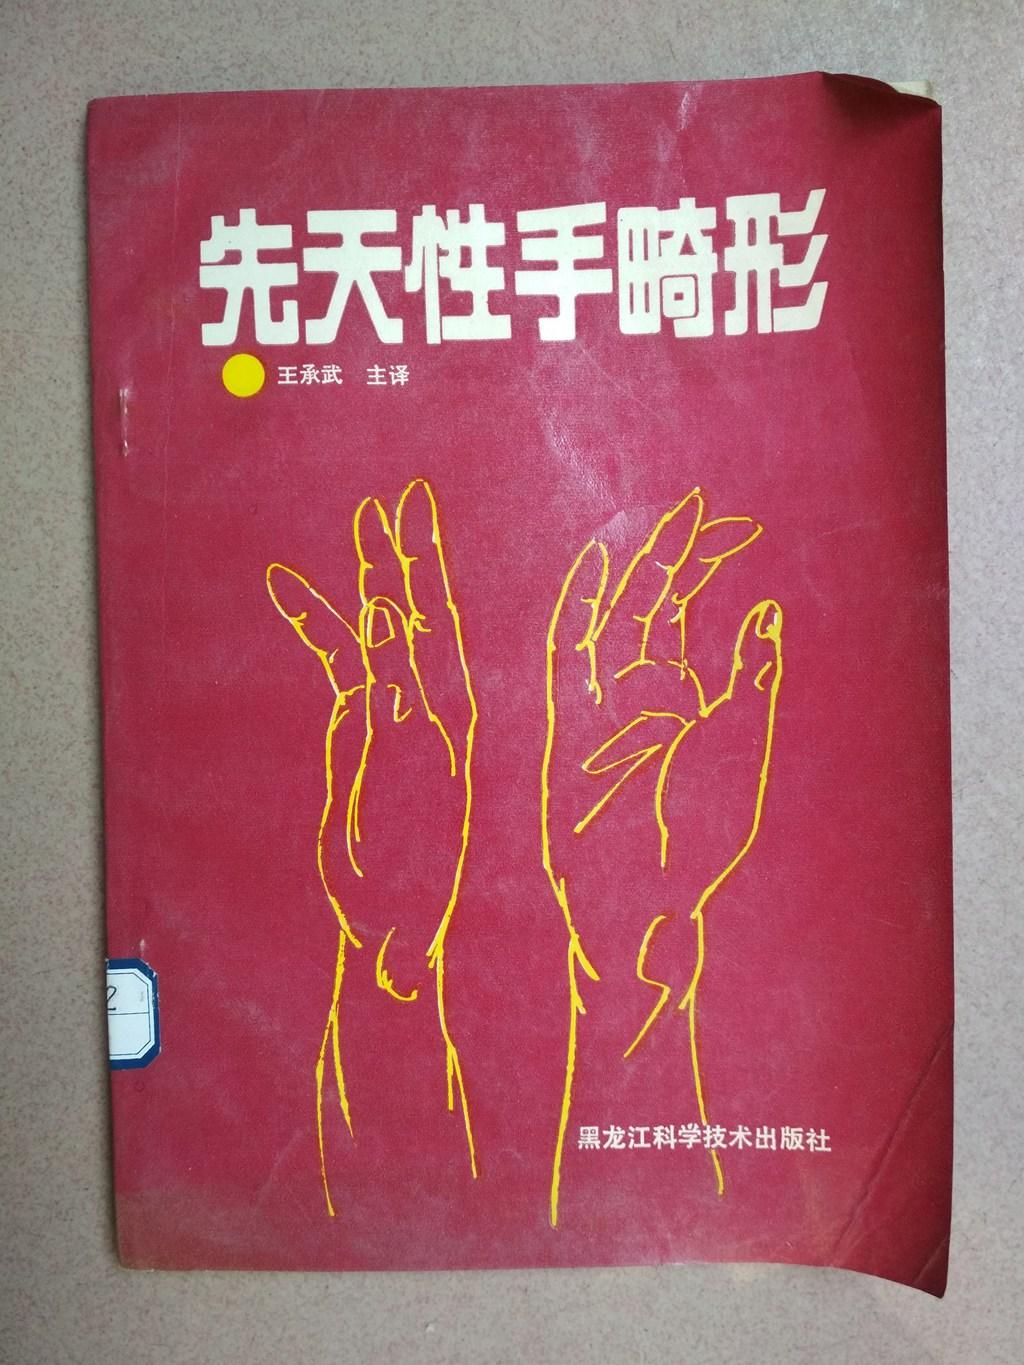 先天性手畸形
王承武 主译
2
黑龙江科学技术出版社